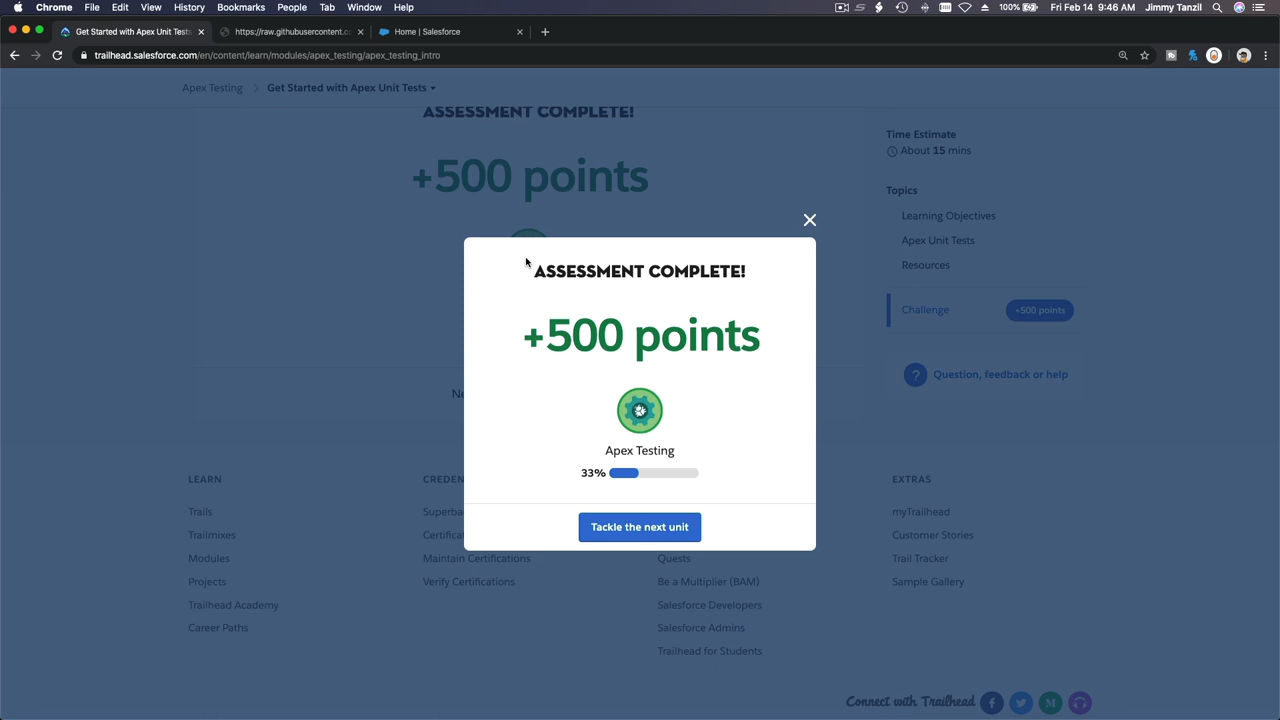 Chrome File Edit View History Bookmarks People Tab Window Help 100% Fri Feb 14 9:46 AM Jimmy Tanzil
Get Started with Apex Unit Tests https://raw.githubusercontent.c Home | Salesforce
trailhead.salesforce.com/en/content/learn/modules/apex_testing/apex_testing_intro
Apex Testing > Get Started with Apex Unit Tests
ASSESSMENT COMPLETE!
+500 points
Time Estimate
About 15 mins
Topics
Learning Objectives
Apex Unit Tests
Resources
Challenge +500 points
? Question, feedback or help
ASSESSMENT COMPLETE!
+500 points
Apex Testing
33%
Tackle the next unit
LEARN
Trails
Trailmixes
Modules
Projects
Trailhead Academy
Career Paths
Maintain Certifications
Verify Certifications
Quests
Be a Multiplier (BAM)
Salesforce Developers
Salesforce Admins
Trailhead for Students
EXTRAS
myTrailhead
Customer Stories
Trail Tracker
Sample Gallery
Connect with Trailhead